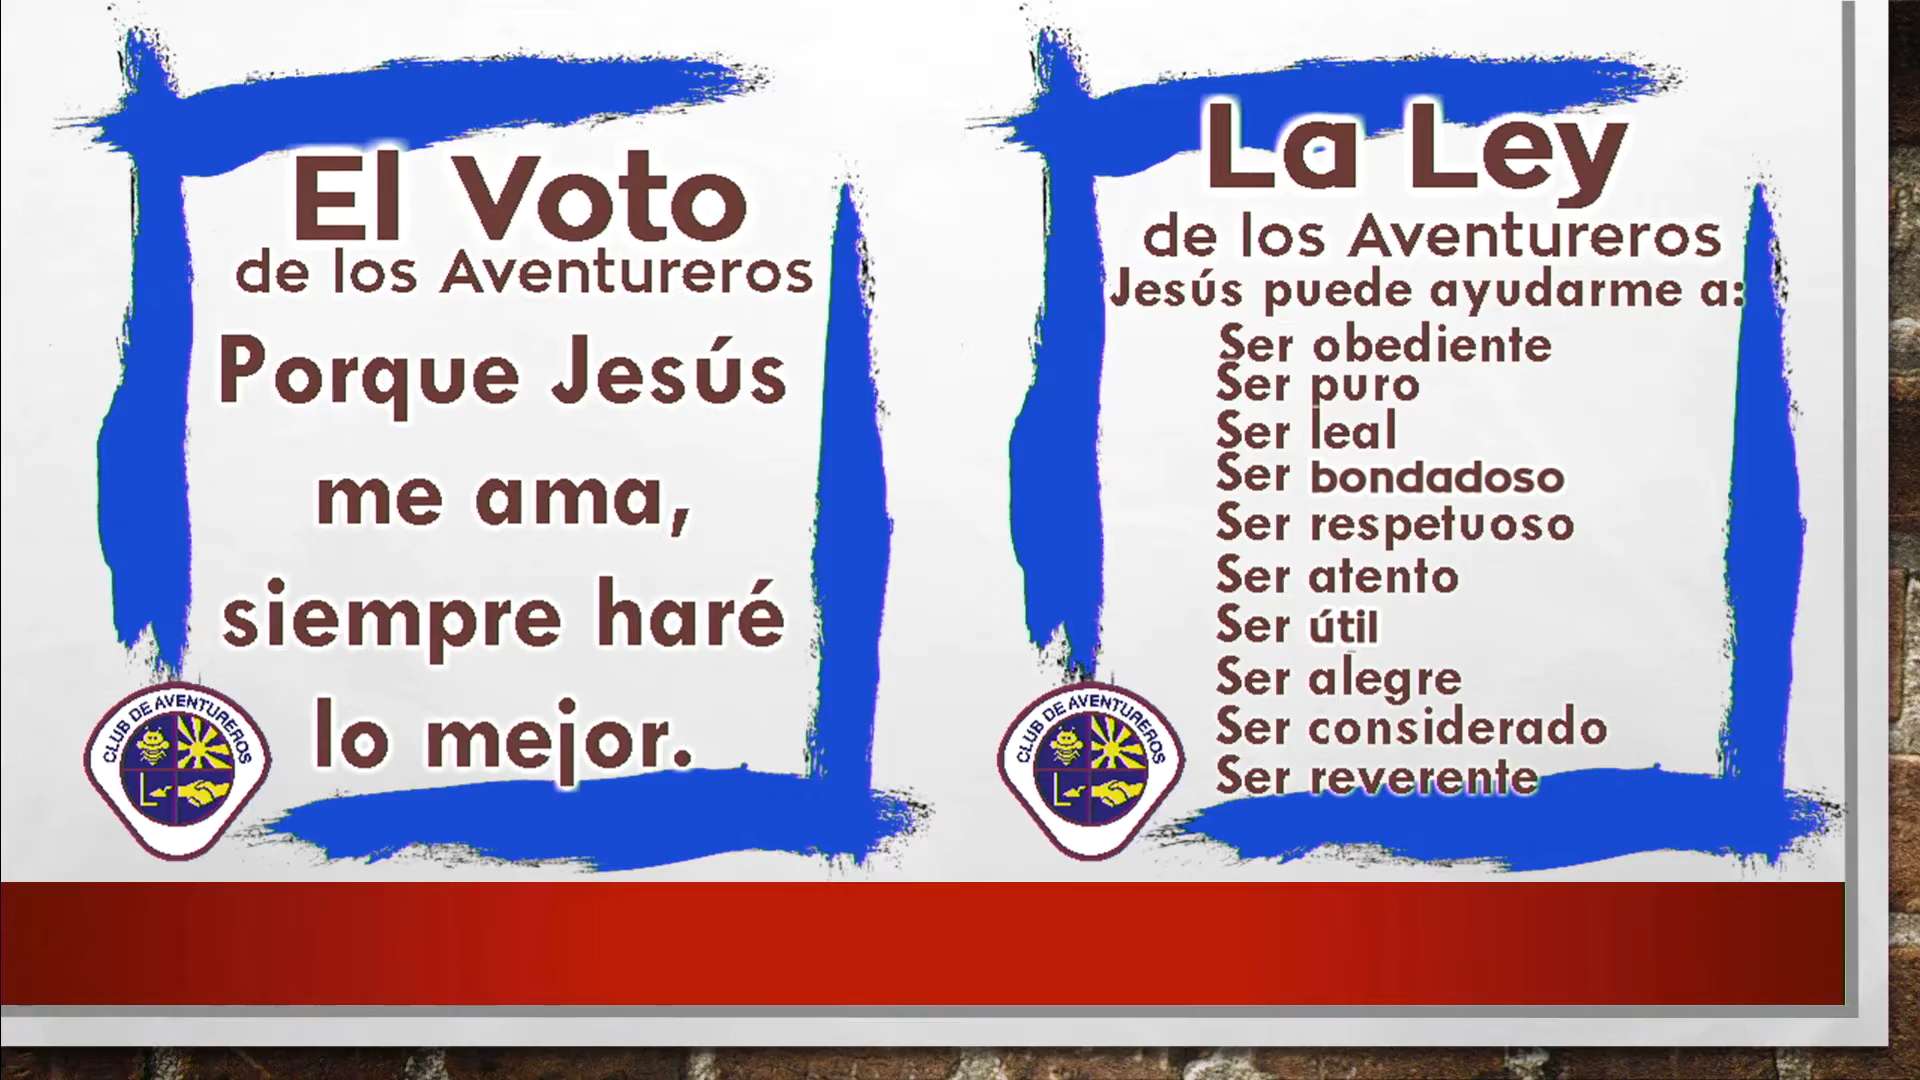 El Voto
de los Aventureros
Porque Jesús
me ama,
siempre haré
lo mejor.
CLUB DE AVENTUREROS
La Ley
de los Aventureros
Jesús puede ayudarme a:
Ser obediente
Ser puro
Ser leal
Ser bondadoso
Ser respetuoso
Ser atento
Ser útil
Ser alegre
Ser considerado
Ser reverente
CLUB DE AVENTUREROS